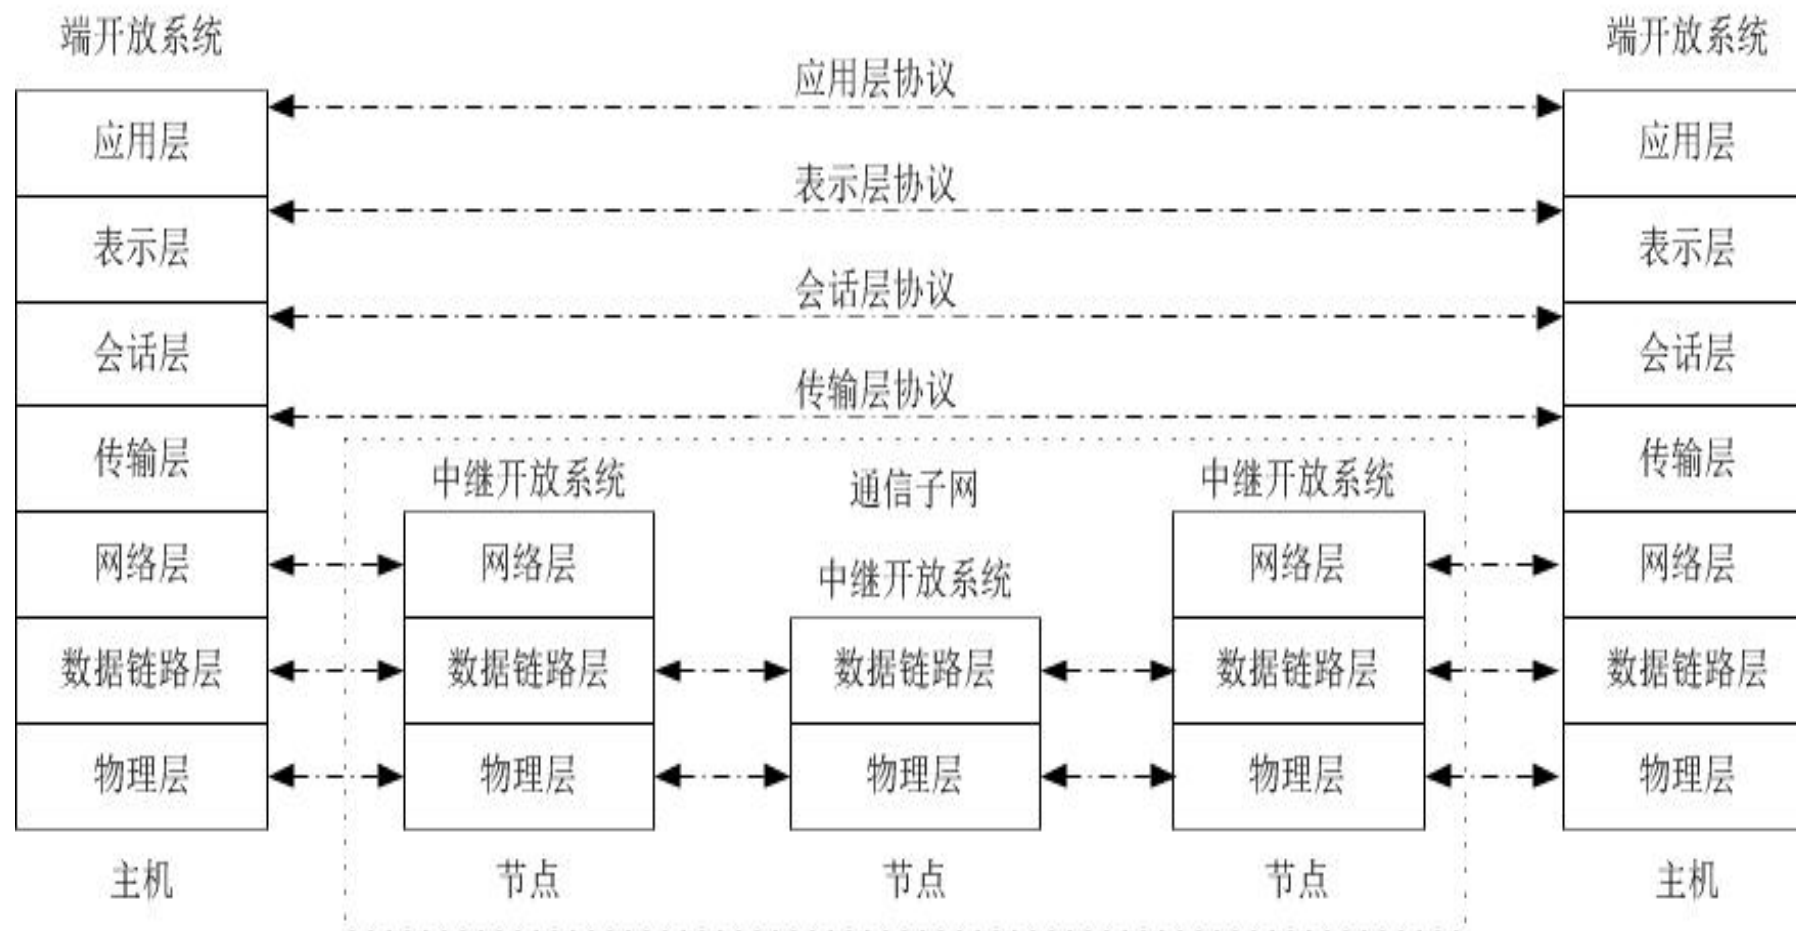 端开放系统
端开放系统
应用层协议
应用层
应用层
表示层协议
表示层
表示层
会话层协议
会话层
会话层
传输层协议
传输层
传输层
中继开放系统
通信子网
中继开放系统
网络层
网络层
中继开放系统
网络层
网络层
数据链路层
数据链路层
数据链路层
数据链路层
数据链路层
物理层
物理层
物理层
物理层
物理层
主机
节点
节点
节点
主机